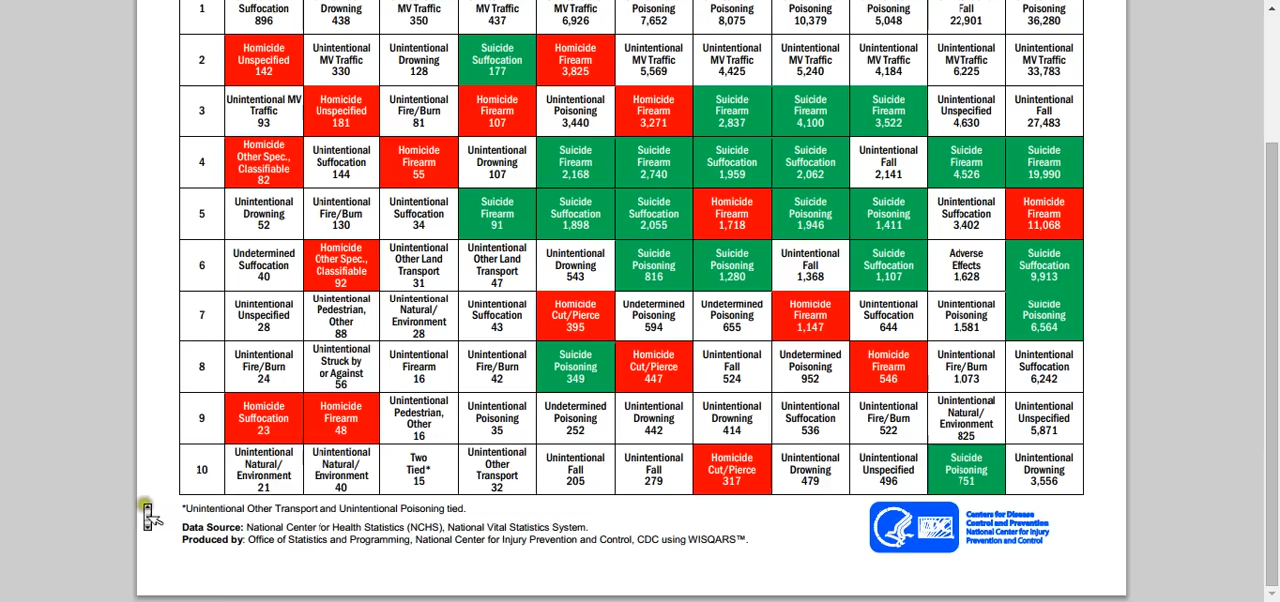 1
Suffocation
896
Drowning
438
MV Traffic
350
MV Traffic
437
MV Traffic
6,926
Poisoning
7,652
Poisoning
8,075
Poisoning
10,379
Poisoning
5,048
Fall
22,901
Poisoning
36,280
2
Homicide
Unspecified
142
Unintentional
MV Traffic
330
Unintentional
Drowning
128
Suicide
Suffocation
177
Homicide
Firearm
3,825
Unintentional
MV Traffic
5,569
Unintentional
MV Traffic
4,425
Unintentional
MV Traffic
5,240
Unintentional
MV Traffic
4,184
Unintentional
MV Traffic
6,225
Unintentional
MV Traffic
33,783
3
Unintentional MV
Traffic
93
Homicide
Unspecified
181
Unintentional
Fire/Burn
81
Homicide
Firearm
107
Unintentional
Poisoning
3,440
Homicide
Firearm
3,271
Suicide
Firearm
2,837
Suicide
Firearm
4,100
Suicide
Firearm
3,522
Unintentional
Unspecified
4,630
Unintentional
Fall
27,483
4
Homicide
Other Spec.,
Classifiable
82
Unintentional
Suffocation
144
Homicide
Firearm
55
Unintentional
Drowning
107
Suicide
Firearm
2,168
Suicide
Firearm
2,740
Suicide
Suffocation
1,959
Suicide
Suffocation
2,062
Unintentional
Fall
2,141
Suicide
Firearm
4,526
Suicide
Firearm
19,990
5
Unintentional
Drowning
52
Unintentional
Fire/Burn
130
Unintentional
Suffocation
34
Suicide
Firearm
91
Suicide
Suffocation
1,898
Suicide
Suffocation
2,055
Homicide
Firearm
1,718
Suicide
Poisoning
1,946
Suicide
Poisoning
1,411
Unintentional
Suffocation
3,402
Homicide
Firearm
11,068
6
Undetermined
Suffocation
40
Homicide
Other Spec.,
Classifiable
92
Unintentional
Other Land
Transport
31
Unintentional
Other Land
Transport
47
Unintentional
Drowning
543
Suicide
Poisoning
816
Suicide
Poisoning
1,280
Unintentional
Fall
1,368
Suicide
Suffocation
1,107
Adverse
Effects
1,628
Suicide
Suffocation
9,913
7
Unintentional
Unspecified
28
Unintentional
Pedestrian,
Other
88
Unintentional
Natural/
Environment
28
Unintentional
Suffocation
43
Homicide
Cut/Pierce
395
Undetermined
Poisoning
594
Undetermined
Poisoning
655
Homicide
Firearm
1,147
Unintentional
Suffocation
644
Unintentional
Poisoning
1,581
Suicide
Poisoning
6,564
8
Unintentional
Fire/Burn
24
Unintentional
Struck by
or Against
56
Unintentional
Firearm
16
Unintentional
Fire/Burn
42
Suicide
Poisoning
349
Homicide
Cut/Pierce
447
Unintentional
Fall
524
Undetermined
Poisoning
952
Homicide
Firearm
546
Unintentional
Fire/Burn
1,073
Unintentional
Suffocation
6,242
9
Homicide
Suffocation
23
Homicide
Firearm
48
Unintentional
Pedestrian,
Other
16
Unintentional
Poisoning
35
Undetermined
Poisoning
252
Unintentional
Drowning
442
Unintentional
Drowning
414
Unintentional
Suffocation
536
Unintentional
Fire/Burn
522
Unintentional
Natural/
Environment
825
Unintentional
Unspecified
5,871
10
Unintentional
Natural/
Environment
21
Unintentional
Natural/
Environment
40
Two
Tied*
15
Unintentional
Other
Transport
32
Unintentional
Fall
205
Unintentional
Fall
279
Homicide
Cut/Pierce
317
Unintentional
Drowning
479
Unintentional
Unspecified
496
Suicide
Poisoning
751
Unintentional
Drowning
3,556
*Unintentional Other Transport and Unintentional Poisoning tied.
Data Source: National Center for Health Statistics (NCHS), National Vital Statistics System.
Produced by: Office of Statistics and Programming, National Center for Injury Prevention and Control, CDC using WISQARS™.
CDC
Centers for Disease
Control and Prevention
National Center for Injury
Prevention and Control